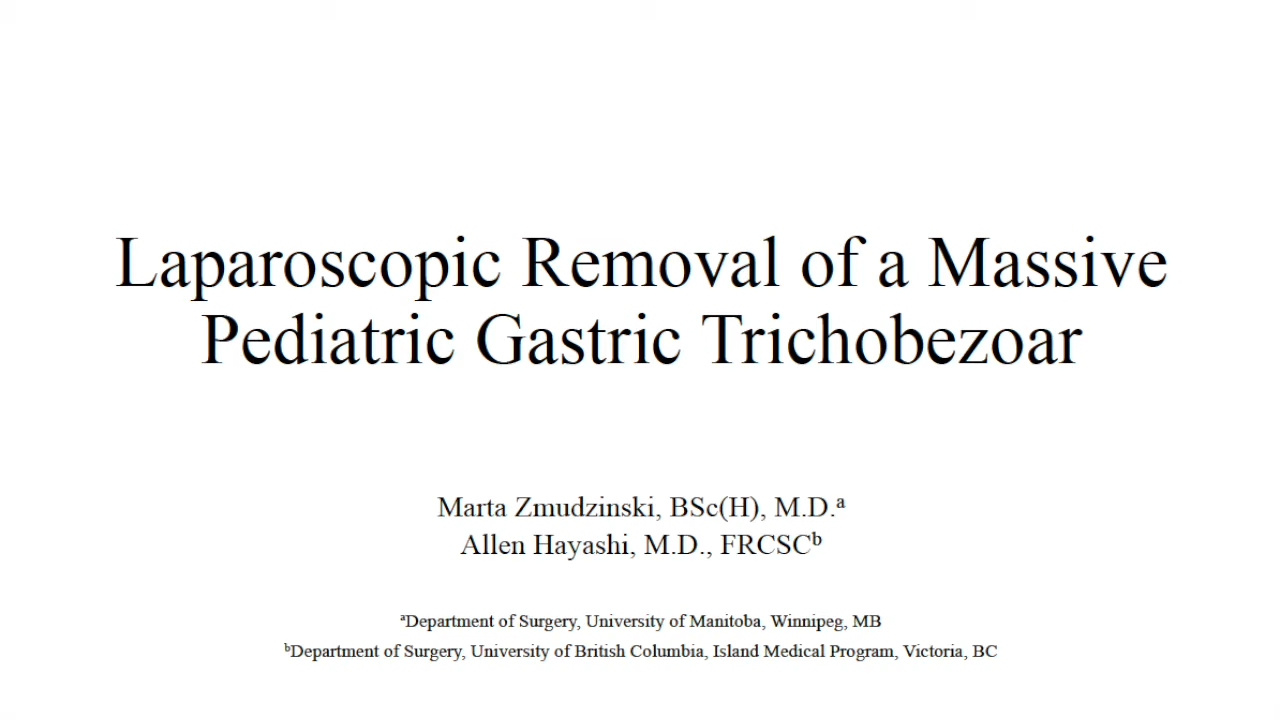 Laparoscopic Removal of a Massive
Pediatric Gastric Trichobezoar
Marta Zmudzinski, BSc(H), M.D.ᵃ
Allen Hayashi, M.D., FRCSCᵇ
ᵃDepartment of Surgery, University of Manitoba, Winnipeg, MB
ᵇDepartment of Surgery, University of British Columbia, Island Medical Program, Victoria, BC